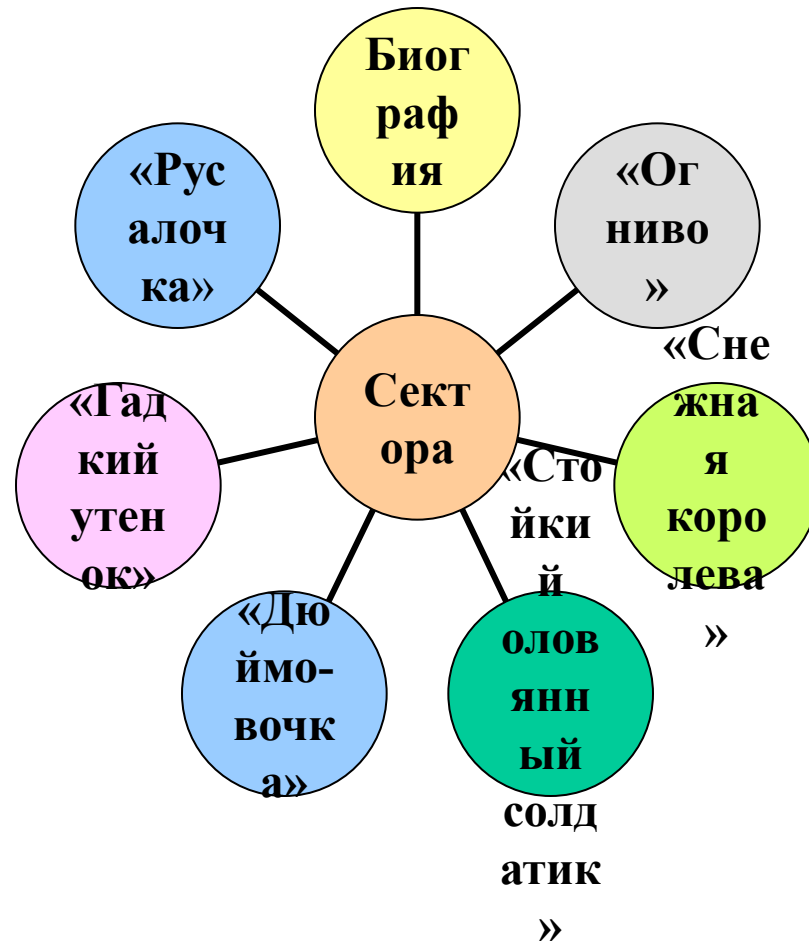 Биог
раф
ия
«Ог
ниво
»
«Сне
жна
я
коро
лева
»
«Сто
йки
й
олов
янн
ый
солд
атик
»
«Дю
ймо-
вочк
а»
«Гад
кий
утен
ок»
«Рус
алоч
ка»
Сект
ора